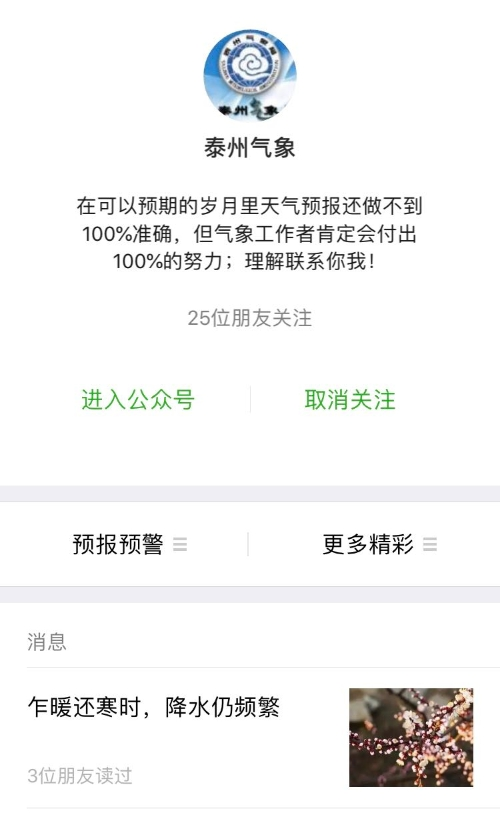 泰州气象
泰州气象
在可以预期的岁月里天气预报还做不到
100%准确，但气象工作者肯定会付出
100%的努力；理解联系你我！
25位朋友关注
进入公众号
取消关注
预报预警
更多精彩
消息
乍暖还寒时，降水仍频繁
3位朋友读过